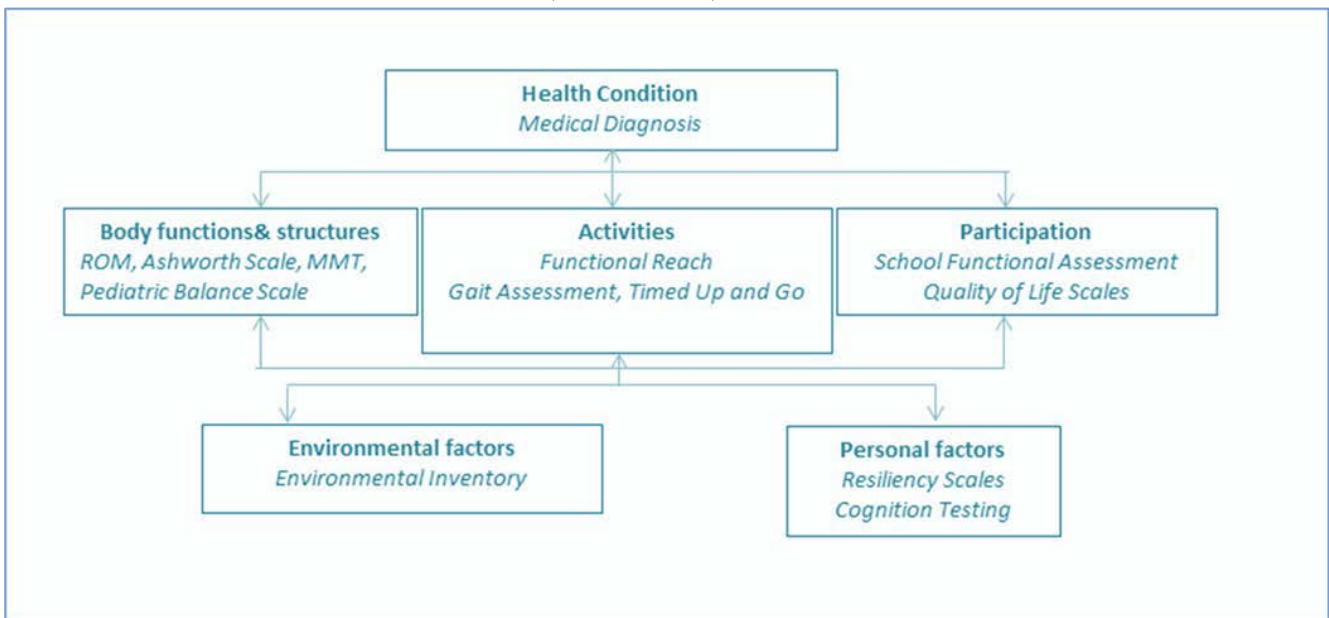 Health Condition
Medical Diagnosis
Body functions& structures
ROM, Ashworth Scale, MMT,
Pediatric Balance Scale
Activities
Functional Reach
Gait Assessment, Timed Up and Go
Participation
School Functional Assessment
Quality of Life Scales
Environmental factors
Environmental Inventory
Personal factors
Resiliency Scales
Cognition Testing